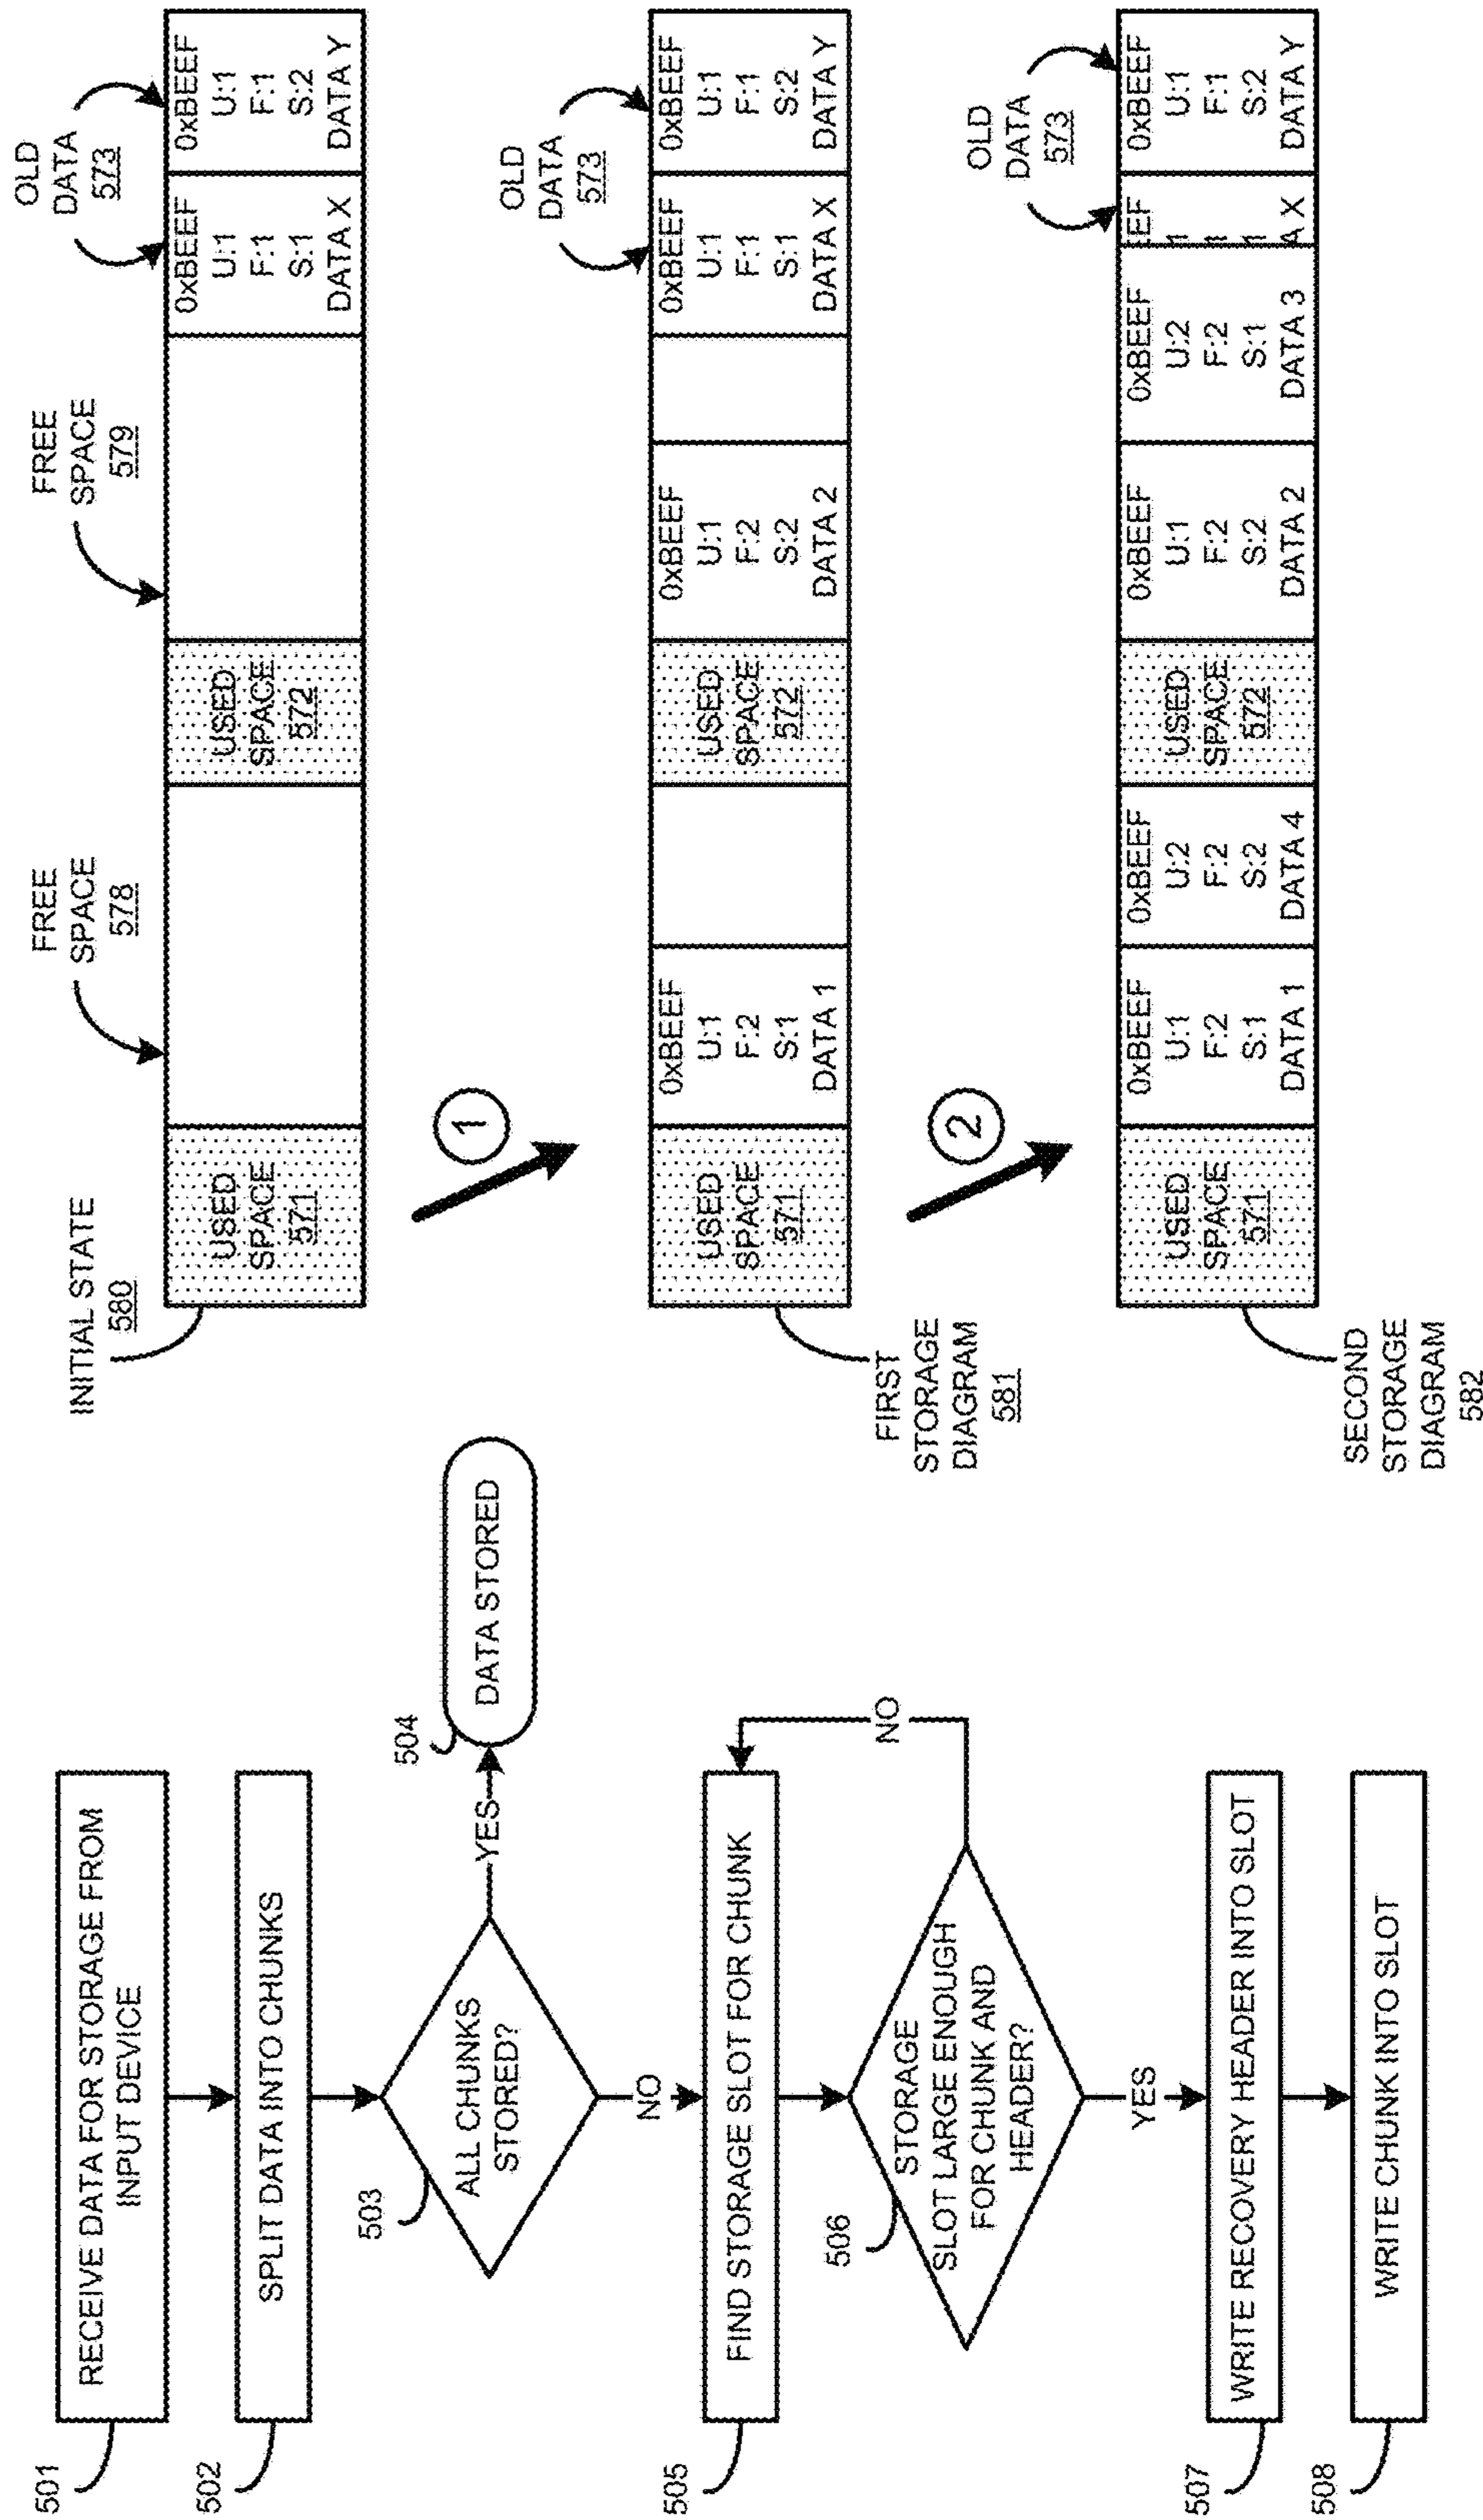 501
RECEIVE DATA FOR STORAGE FROM
INPUT DEVICE
502
SPLIT DATA INTO CHUNKS
503
ALL CHUNKS
STORED?
YES
504
DATA STORED
NO
505
FIND STORAGE SLOT FOR CHUNK
506
STORAGE
SLOT LARGE ENOUGH
FOR CHUNK AND
HEADER?
NO
YES
507
WRITE RECOVERY HEADER INTO SLOT
508
WRITE CHUNK INTO SLOT
INITIAL STATE
580
FREE
SPACE
578
FREE
SPACE
579
OLD
DATA
573
USED
SPACE
571
USED
SPACE
572
0xBEEF
U:1
F:1
S:1
DATA X
0xBEEF
U:1
F:1
S:2
DATA Y
1
FIRST
STORAGE
DIAGRAM
581
OLD
DATA
573
USED
SPACE
571
0xBEEF
U:1
F:2
S:1
DATA 1
USED
SPACE
572
0xBEEF
U:1
F:2
S:2
DATA 2
0xBEEF
U:1
F:1
S:1
DATA X
0xBEEF
U:1
F:1
S:2
DATA Y
2
SECOND
STORAGE
DIAGRAM
582
OLD
DATA
573
USED
SPACE
571
0xBEEF
U:1
F:2
S:1
DATA 1
0xBEEF
U:2
F:2
S:2
DATA 4
USED
SPACE
572
0xBEEF
U:1
F:2
S:2
DATA 2
0xBEEF
U:2
F:2
S:1
DATA 3
EF
1
1
1
A X
0xBEEF
U:1
F:1
S:2
DATA Y